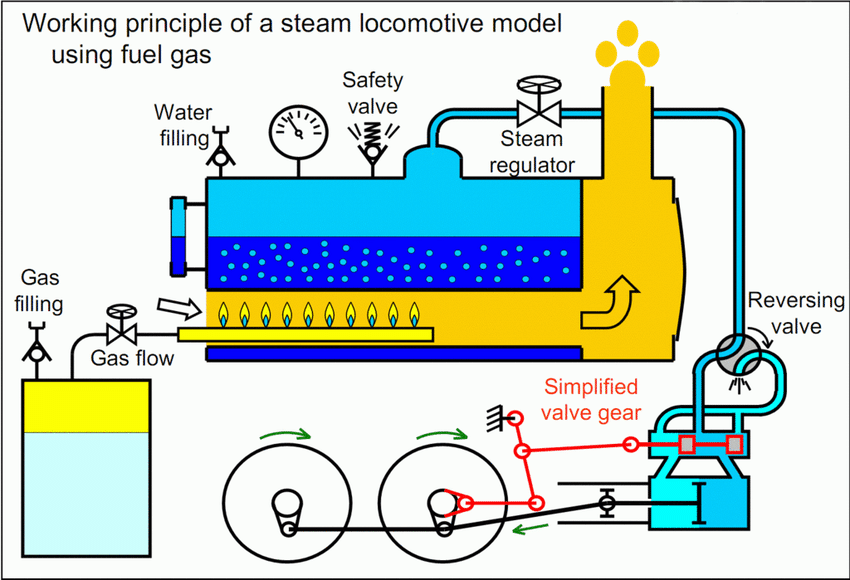 Working principle of a steam locomotive model
using fuel gas
Safety
valve
Water
filling
Steam
regulator
Gas
filling
Gas flow
Reversing
valve
Simplified
valve gear